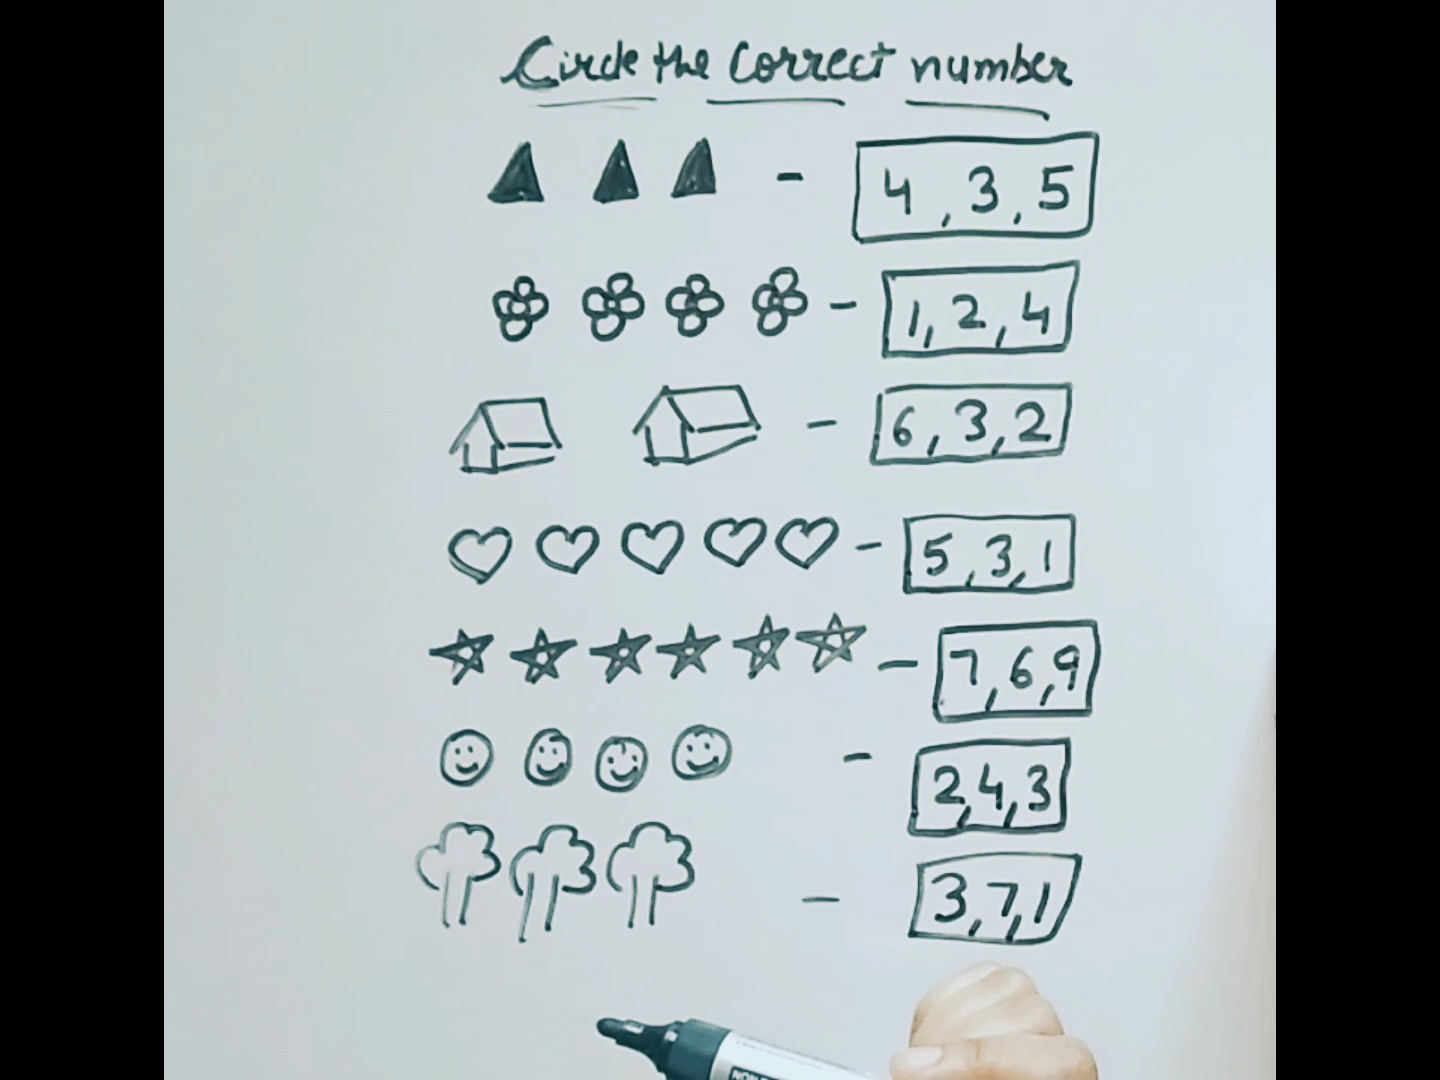 Circle the correct number
- 4, 3, 5
- 1, 2, 4
- 6, 3, 2
- 5, 3, 1
- 7, 6, 9
- 2, 4, 3
- 3, 7, 1